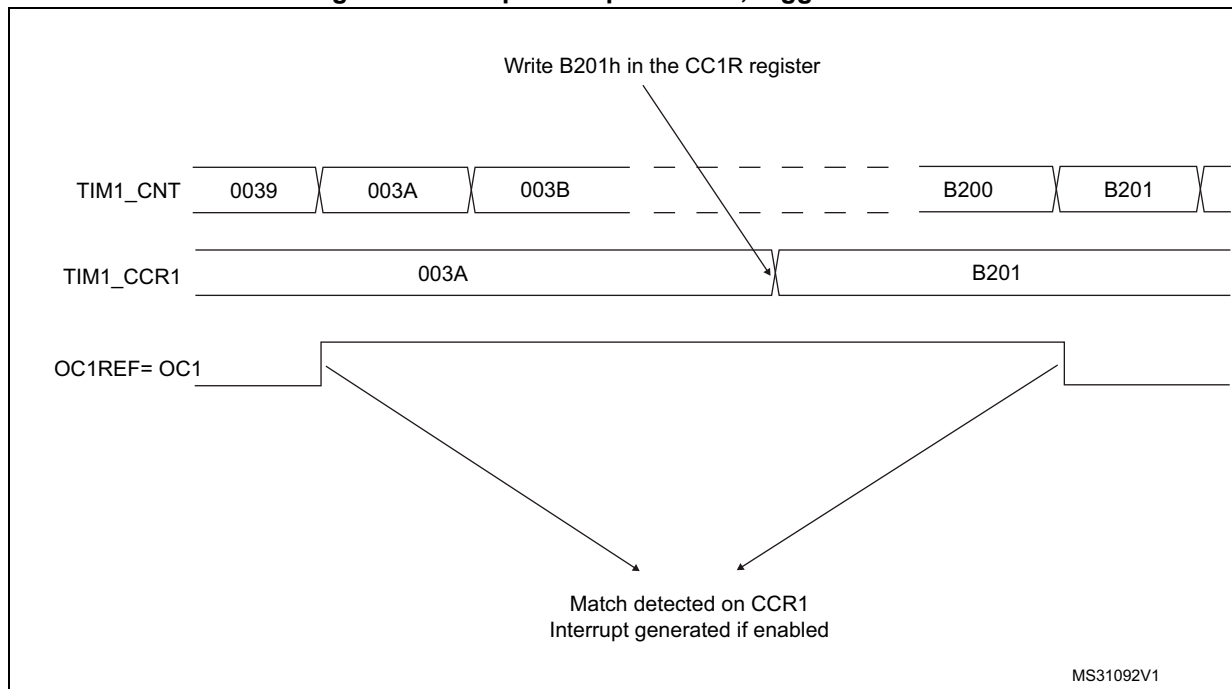 Write B201h in the CC1R register
TIM1_CNT 0039 003A 003B B200 B201
TIM1_CCR1 003A B201
OC1REF= OC1
Match detected on CCR1
Interrupt generated if enabled
MS31092V1